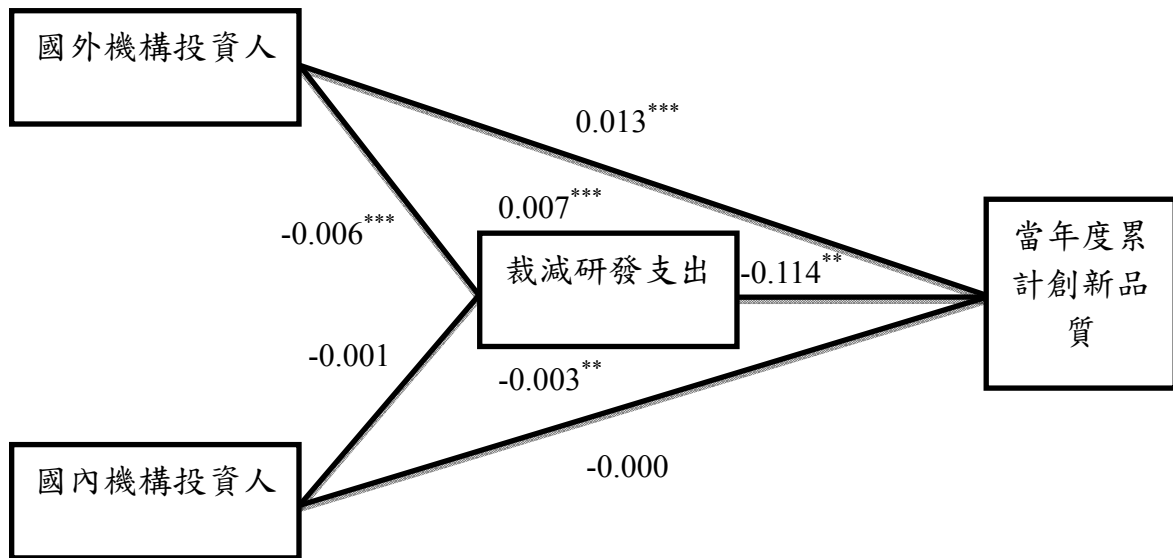 國外機構投資人
0.013***
0.007***
-0.006***
裁減研發支出
-0.114**
當年度累
計創新品
質
-0.001
-0.003**
國內機構投資人
-0.000